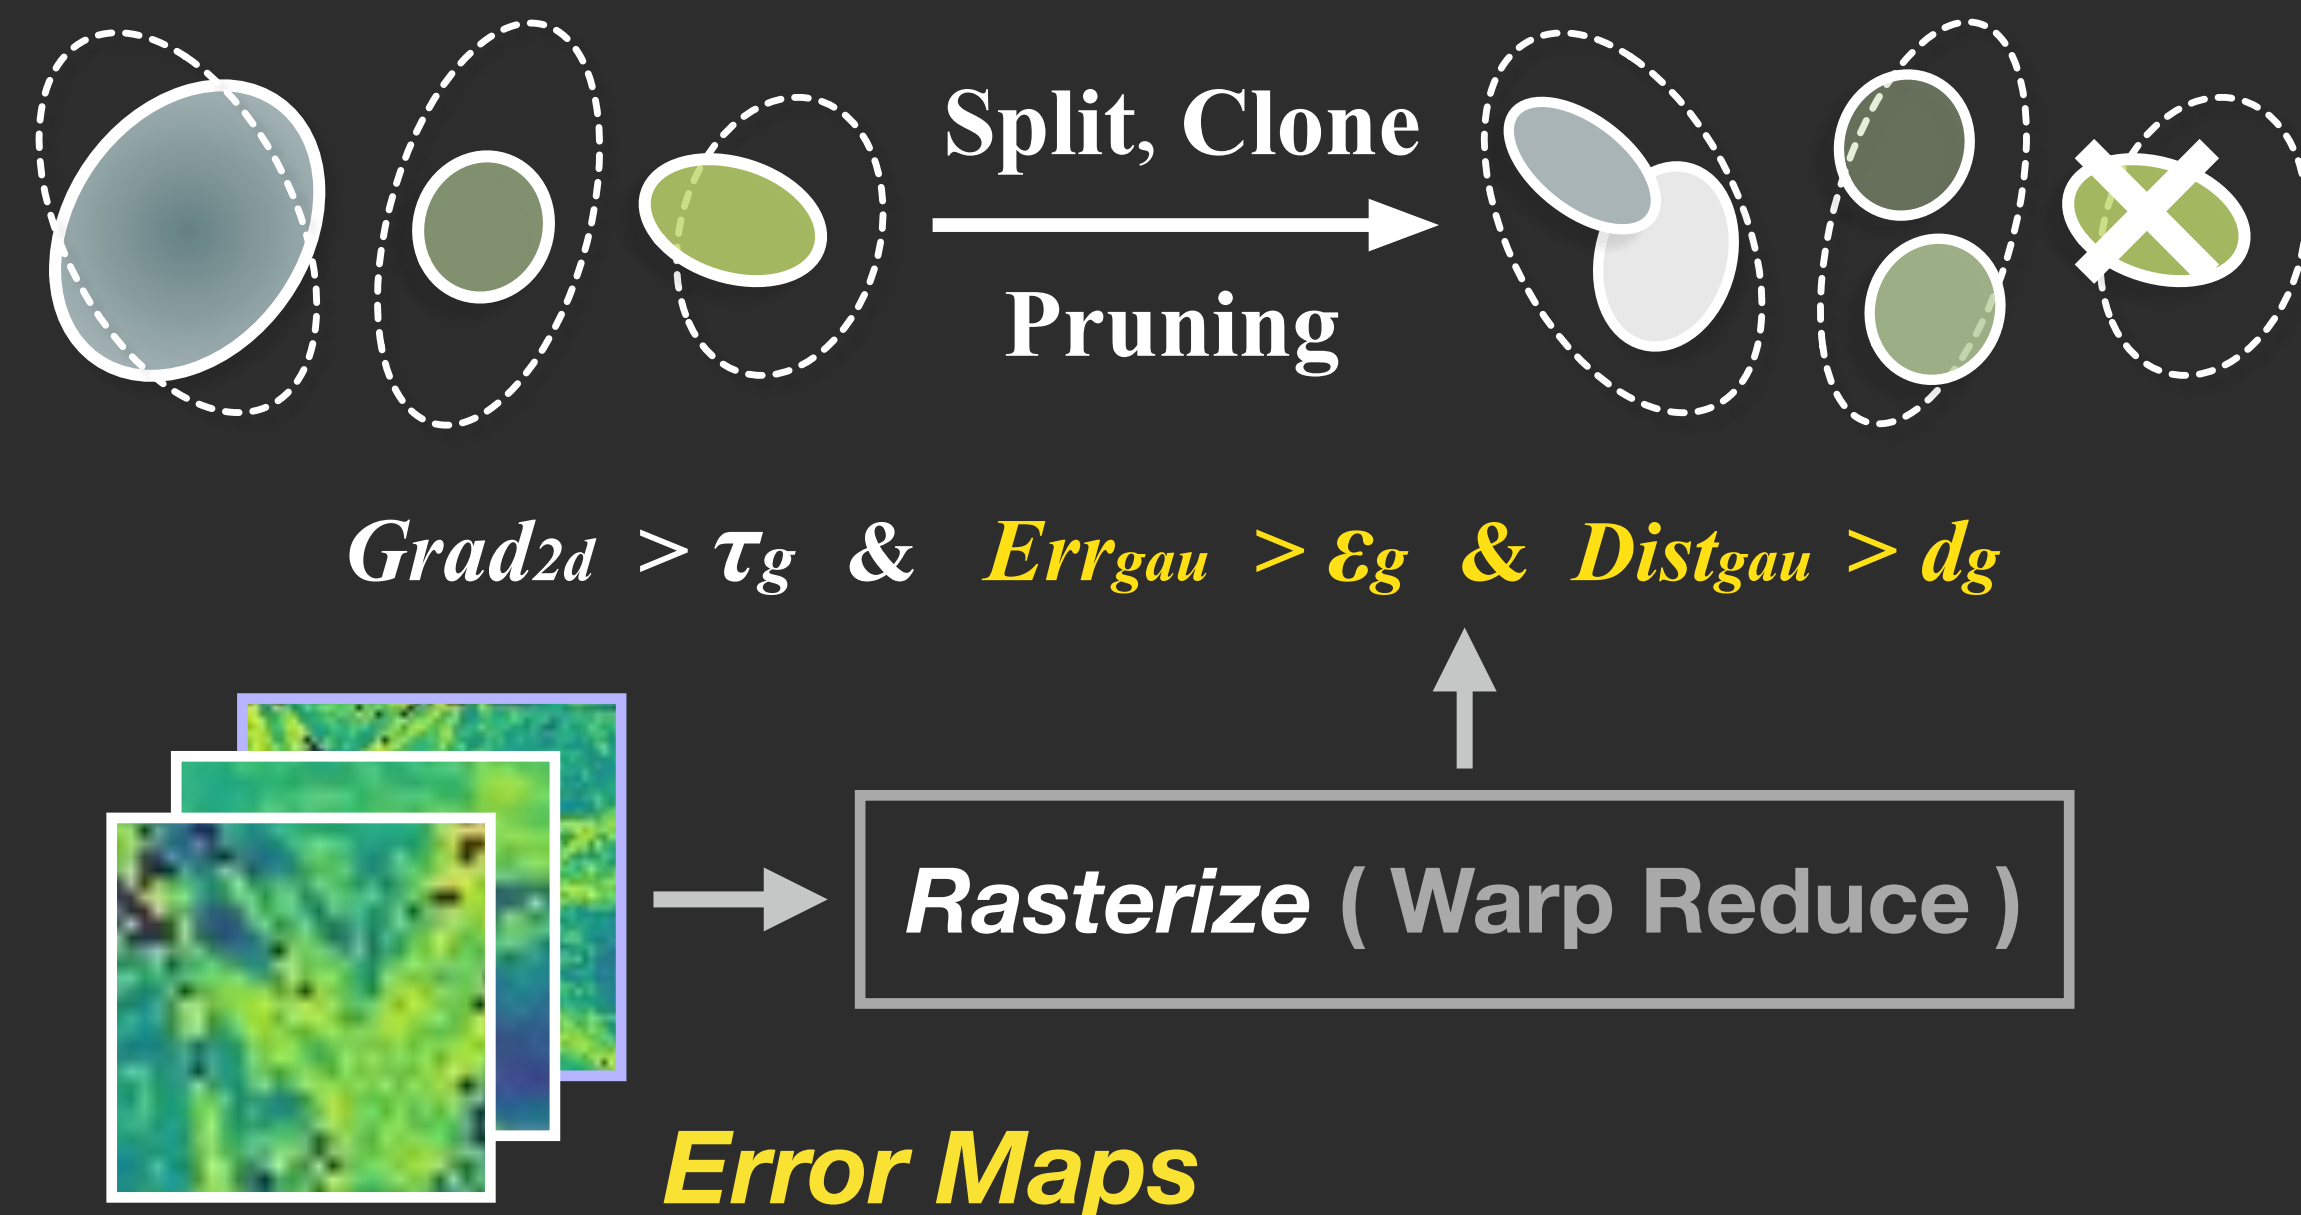 Split, Clone
Pruning
Grad2d > τg & Errgau > εg & Distgau > dg
Rasterize ( Warp Reduce )
Error Maps